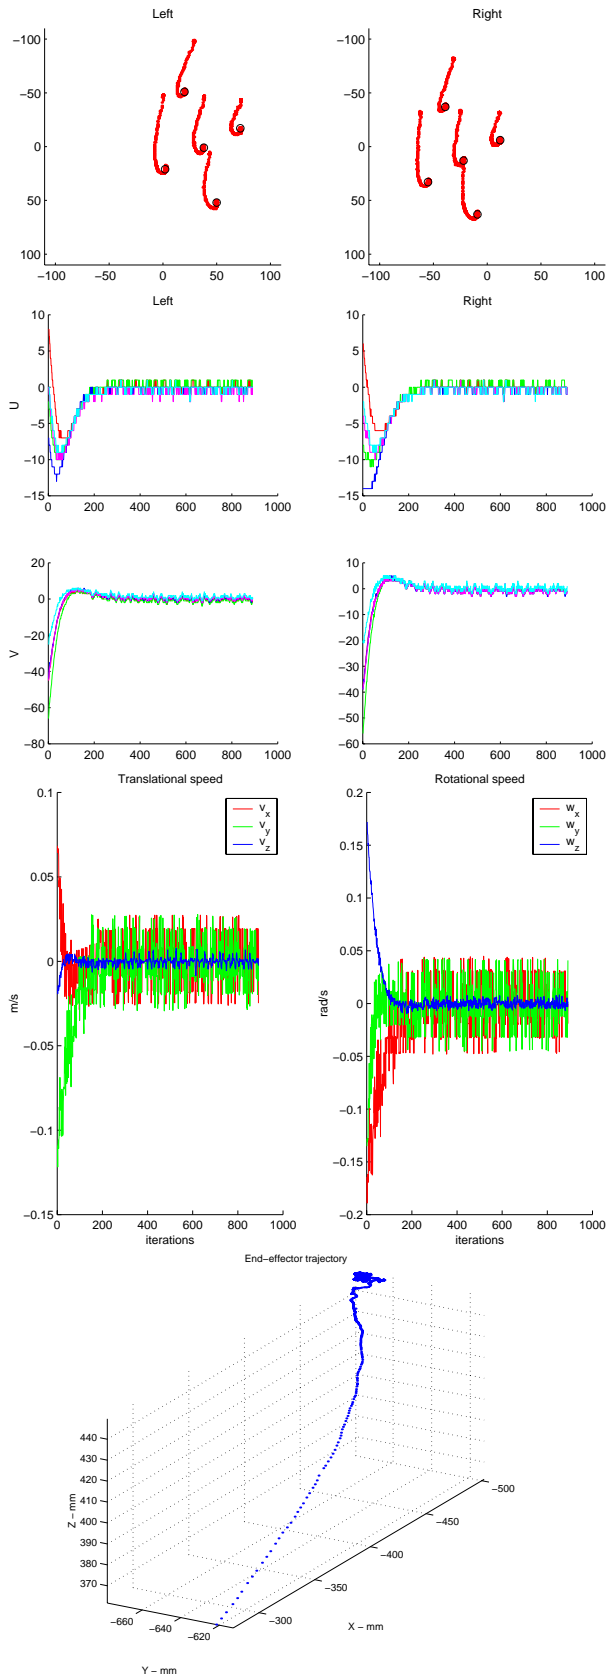 Left Right
−100 −100
−50 −50
0 0
50 50
100 100
−100 −50 0 50 100 −100 −50 0 50 100
Left Right
10 10
5 5
0 0
U
−5 −5
−10 −10
−15 −15
0 200 400 600 800 1000 0 200 400 600 800 1000
20 10
0 0
−10
−20 −20
V
−40 −30
−40
−60 −50
−80 −60
0 200 400 600 800 1000 0 200 400 600 800 1000
Translational speed Rotational speed
0.1 0.2
v_x w_x
v_y w_y
v_z w_z
0.15
0.05 0.1
0.05
0 0
m/s rad/s
−0.05 −0.05
−0.1
−0.1 −0.15
−0.15 −0.2
0 200 400 600 800 1000 0 200 400 600 800 1000
iterations iterations
End−effector trajectory
440
430
420
410
400
390
380
370
Z − mm
−500
−450
−400
−350
−300
X − mm
−660
−640
−620
Y − mm